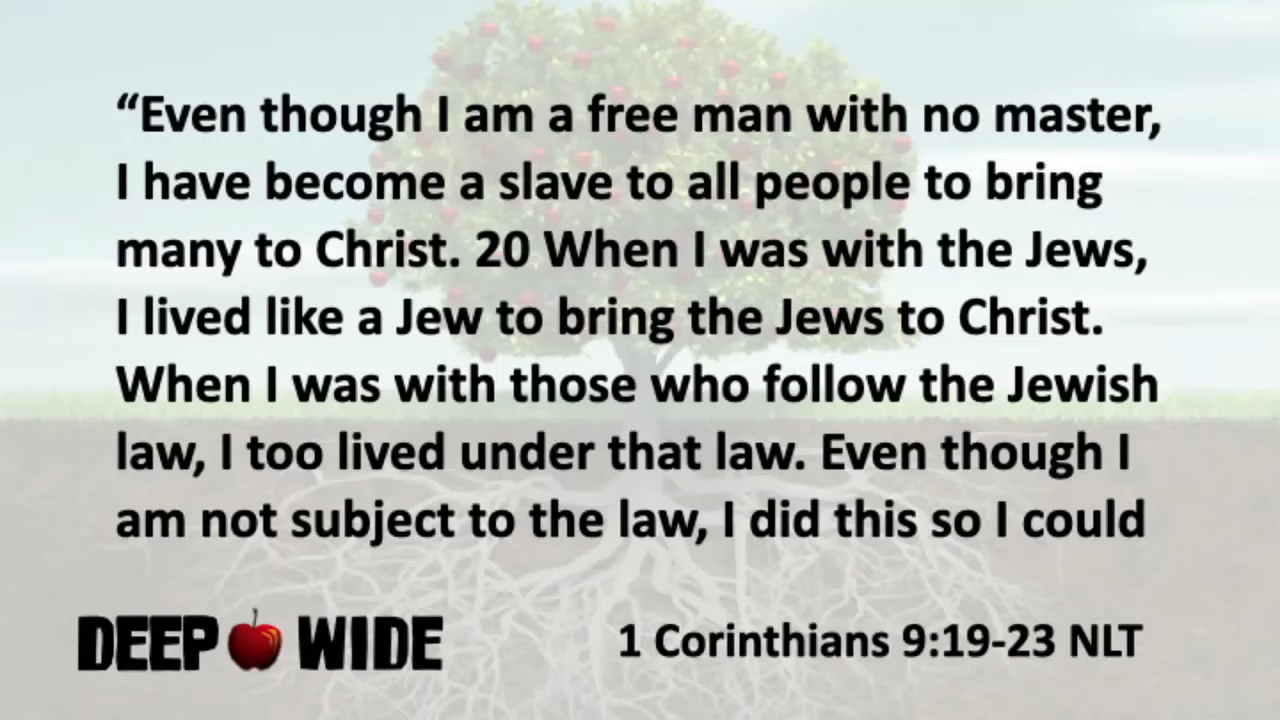 “Even though I am a free man with no master,
I have become a slave to all people to bring
many to Christ. 20 When I was with the Jews,
I lived like a Jew to bring the Jews to Christ.
When I was with those who follow the Jewish
law, I too lived under that law. Even though I
am not subject to the law, I did this so I could
DEEP WIDE
1 Corinthians 9:19-23 NLT